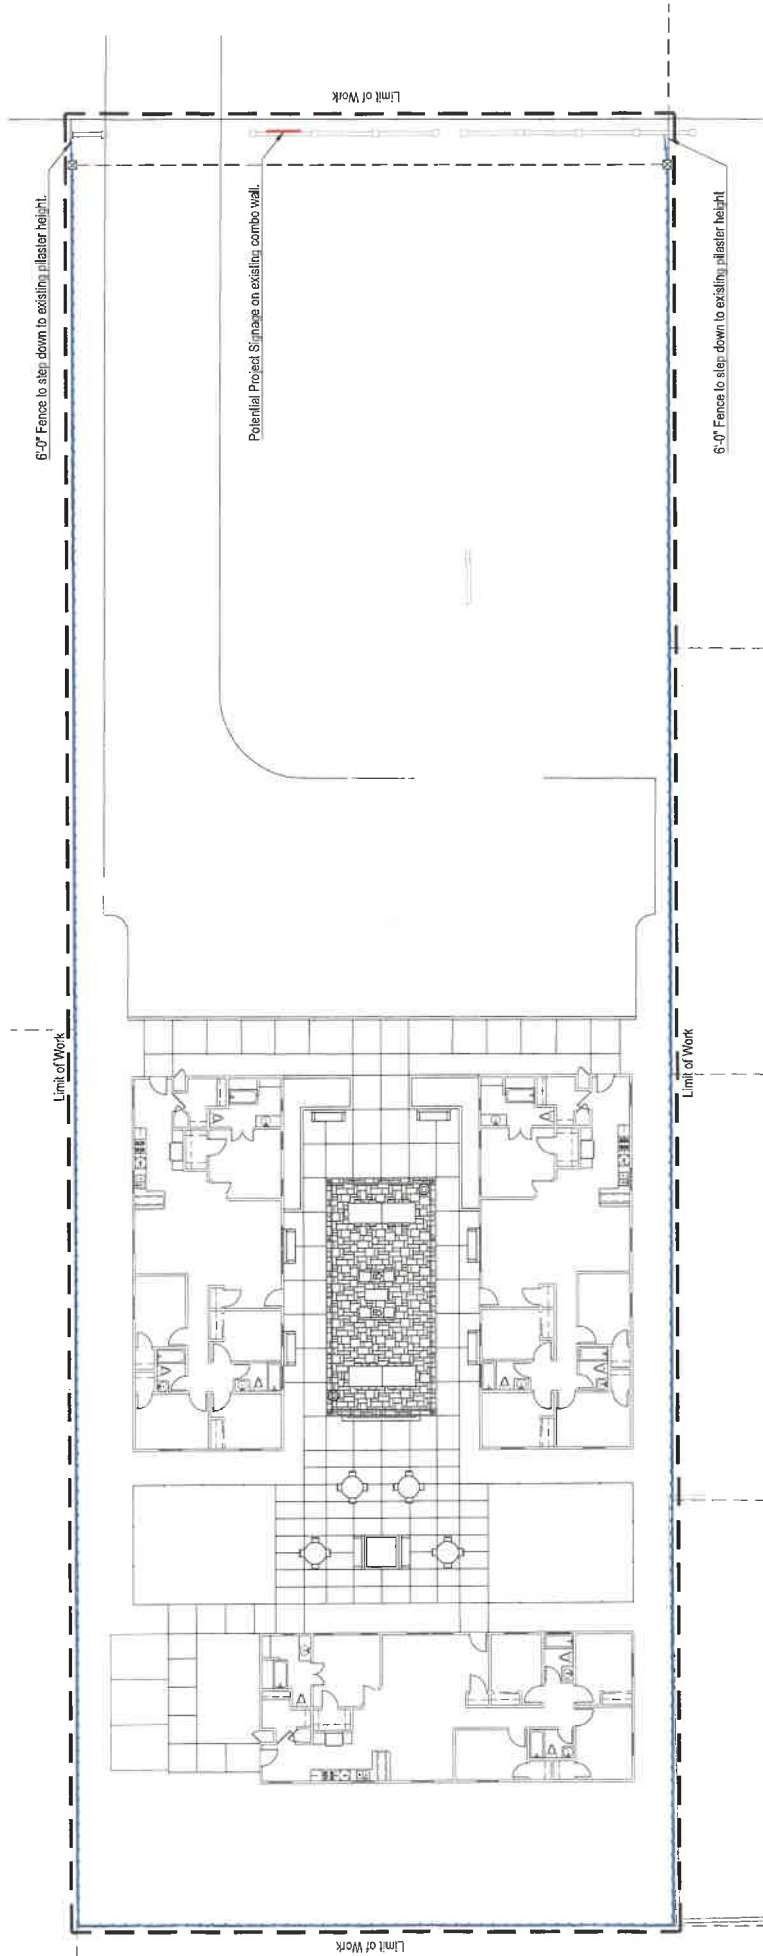 Limit of Work
6'-0" Fence to step down to existing pilaster height.
Potential Project Signage on existing combo wall.
6'-0" Fence to step down to existing pilaster height
Limit of Work
Limit of Work
Limit of Work